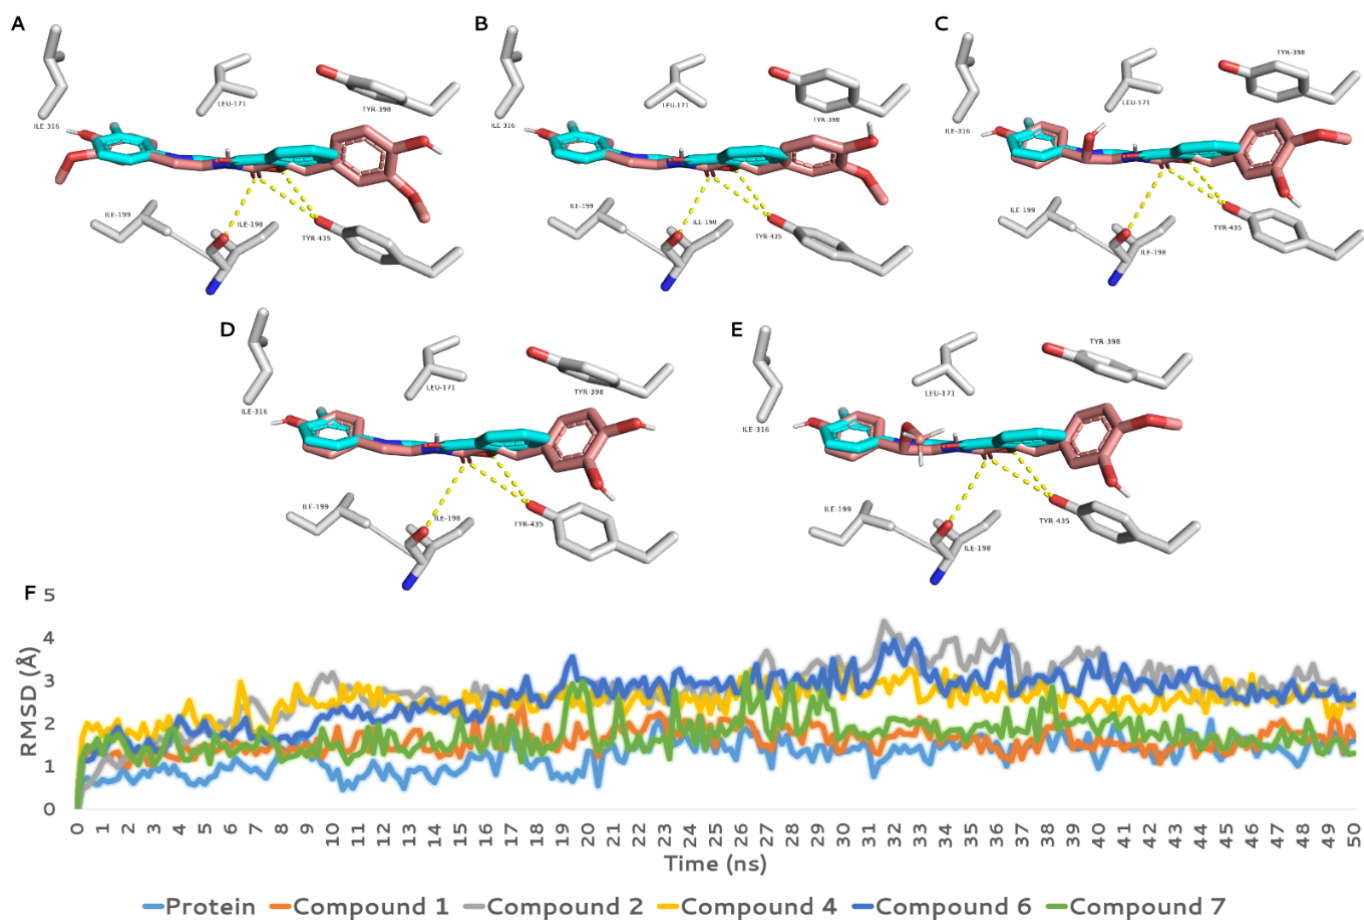 A
ILE 316
LEU-171
TYR-398
ILE-199
ILE-198
TYR-435
B
ILE 316
LEU-171
TYR-398
ILE-199
ILE-198
TYR-435
C
ILE-316
LEU-171
TYR-398
ILE-199
ILE-198
TYR-435
D
ILE-316
LEU-171
TYR-398
ILE-199
ILE-198
TYR-435
E
ILE-316
LEU-171
TYR-398
ILE-199
ILE-198
TYR-435
F
RMSD (Å)
5
4
3
2
1
0
0 1 2 3 4 5 6 7 8 9 10 11 12 13 14 15 16 17 18 19 20 21 22 23 24 25 26 27 28 29 30 31 32 33 34 35 36 37 38 39 40 41 42 43 44 45 46 47 48 49 50
Time (ns)
Protein Compound 1 Compound 2 Compound 4 Compound 6 Compound 7